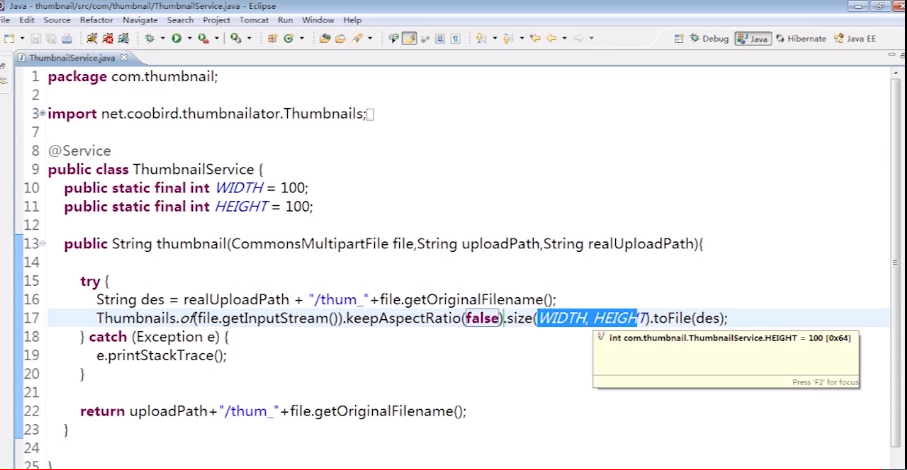 Java - thumbnail/src/com/thumbnail/ThumbnailService.java - Eclipse
File Edit Source Refactor Navigate Search Project Tomcat Run Window Help
Debug Java Hibernate Java EE
ThumbnailService.java
1 package com.thumbnail;
2
3 import net.coobird.thumbnailator.Thumbnails;
7
8 @Service
9 public class ThumbnailService {
10 public static final int WIDTH = 100;
11 public static final int HEIGHT = 100;
12
13 public String thumbnail(CommonsMultipartFile file,String uploadPath,String realUploadPath){
14
15 try {
16 String des = realUploadPath + "/thum_"+file.getOriginalFilename();
17 Thumbnails.of(file.getInputStream()).keepAspectRatio(false).size(WIDTH, HEIGHT).toFile(des);
18 } catch (Exception e) {
19 e.printStackTrace();
20 }
int com.thumbnail.ThumbnailService.HEIGHT = 100 [0x64]
Press 'F2' for focus
21
22 return uploadPath+"/thum_"+file.getOriginalFilename();
23 }
24
25 }